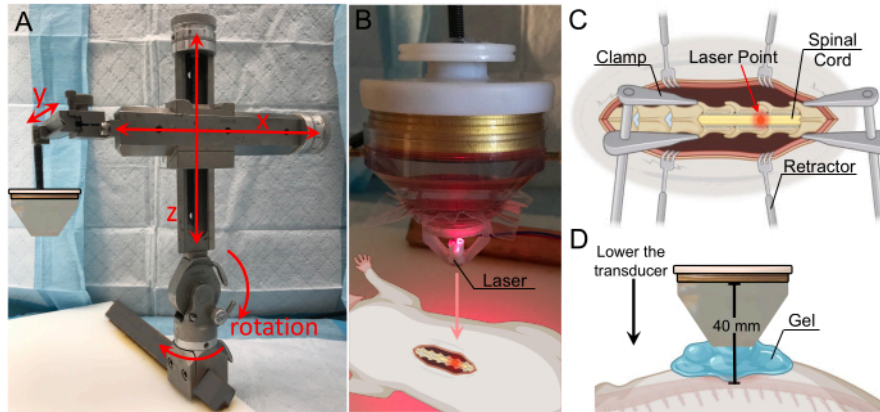 A
y
x
z
rotation
B
Laser
C
Clamp
Laser Point
Spinal
Cord
Retractor
D
Lower the
transducer
40 mm
Gel